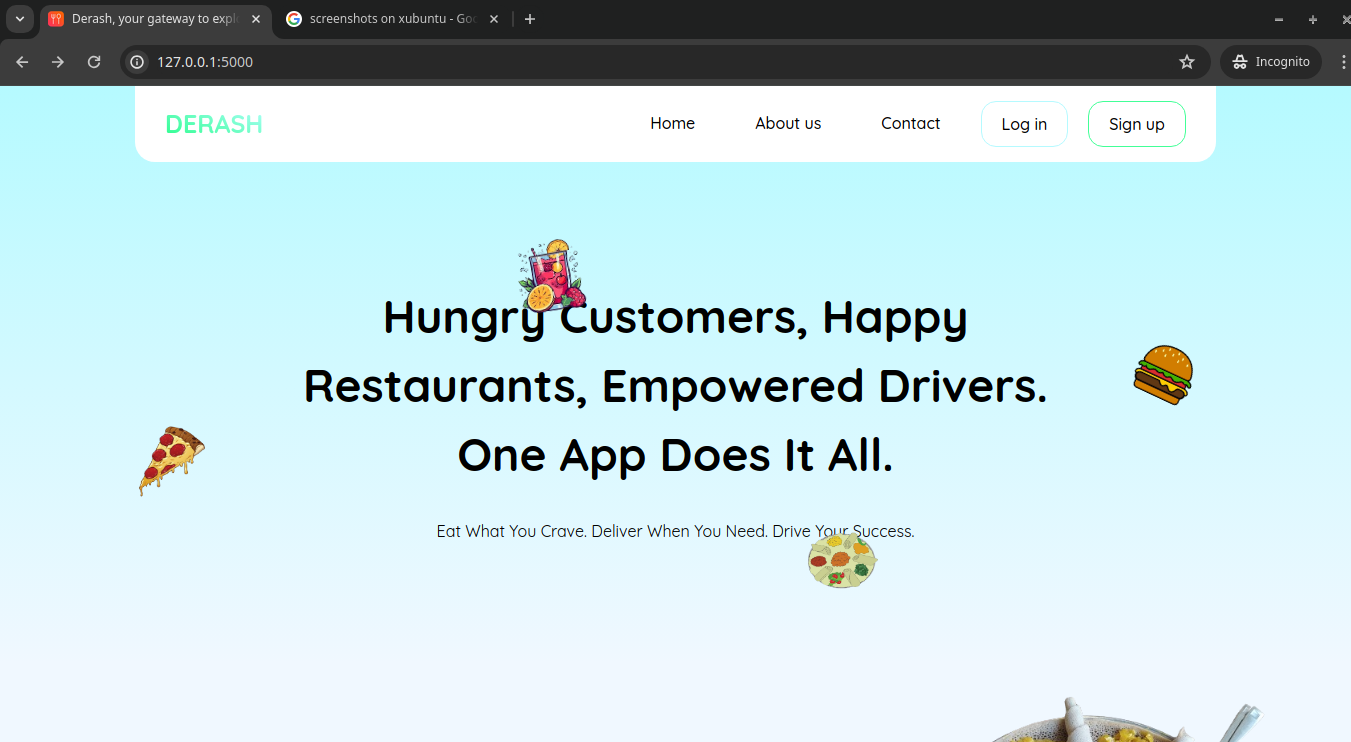 Derash, your gateway to expl
screenshots on xubuntu - Goo
127.0.0.1:5000
Incognito
DERASH
Home
About us
Contact
Log in
Sign up
Hungry Customers, Happy
Restaurants, Empowered Drivers.
One App Does It All.
Eat What You Crave. Deliver When You Need. Drive Your Success.